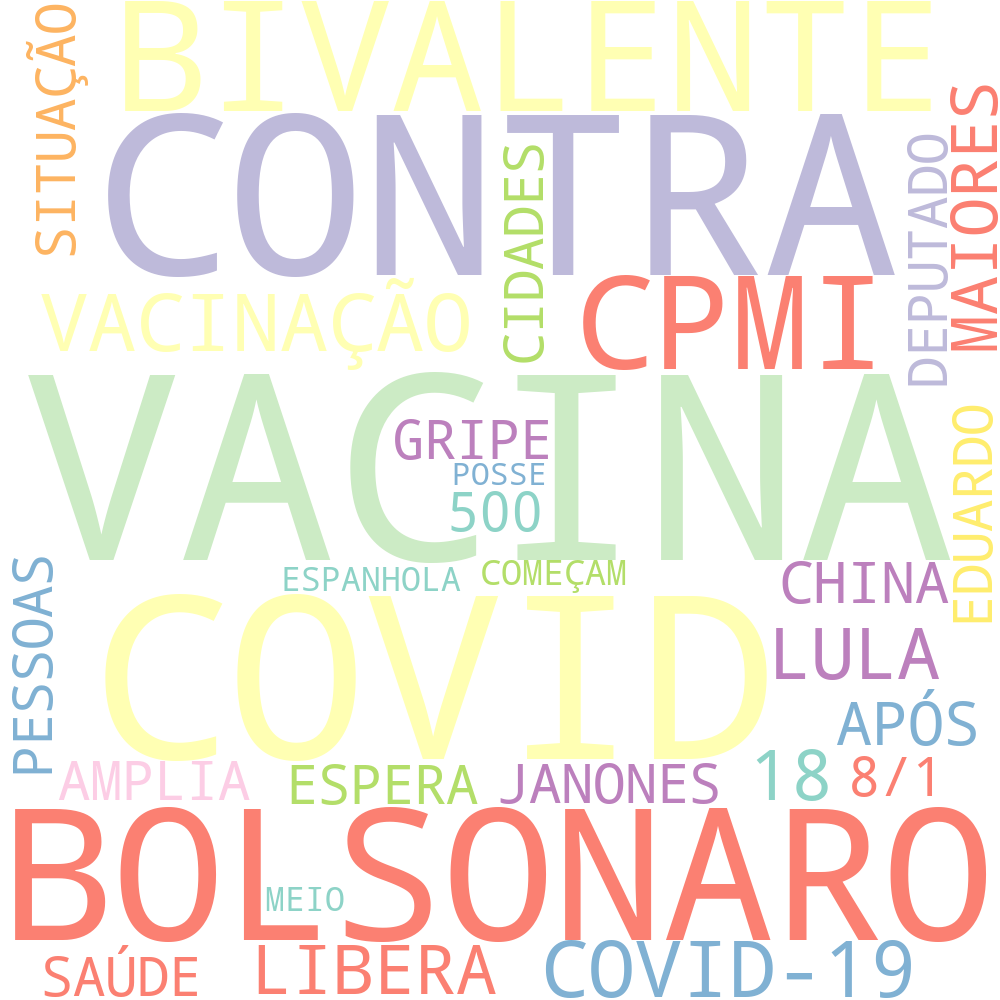 BIVALENTE
SITUAÇÃO
CONTRA
MAIORES
DEPUTADO
CIDADES
CPMI
VACINAÇÃO
VACINA
EDUARDO
GRIPE
POSSE
500
PESSOAS
COMEÇAM
ESPANHOLA
CHINA
COVID
LULA
APÓS
18
8/1
AMPLIA
ESPERA
JANONES
BOLSONARO
MEIO
SAÚDE
LIBERA
COVID-19